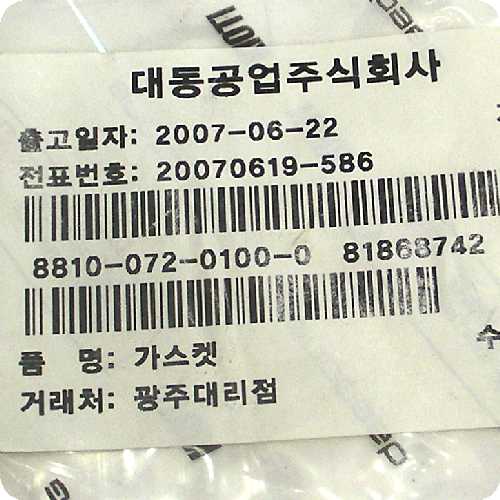 대동공업주식회사
출고일자: 2007-06-22
전표번호: 20070619-586
8810-072-0100-0 81868742
품 명: 가스켓
수
거래처: 광주대리점